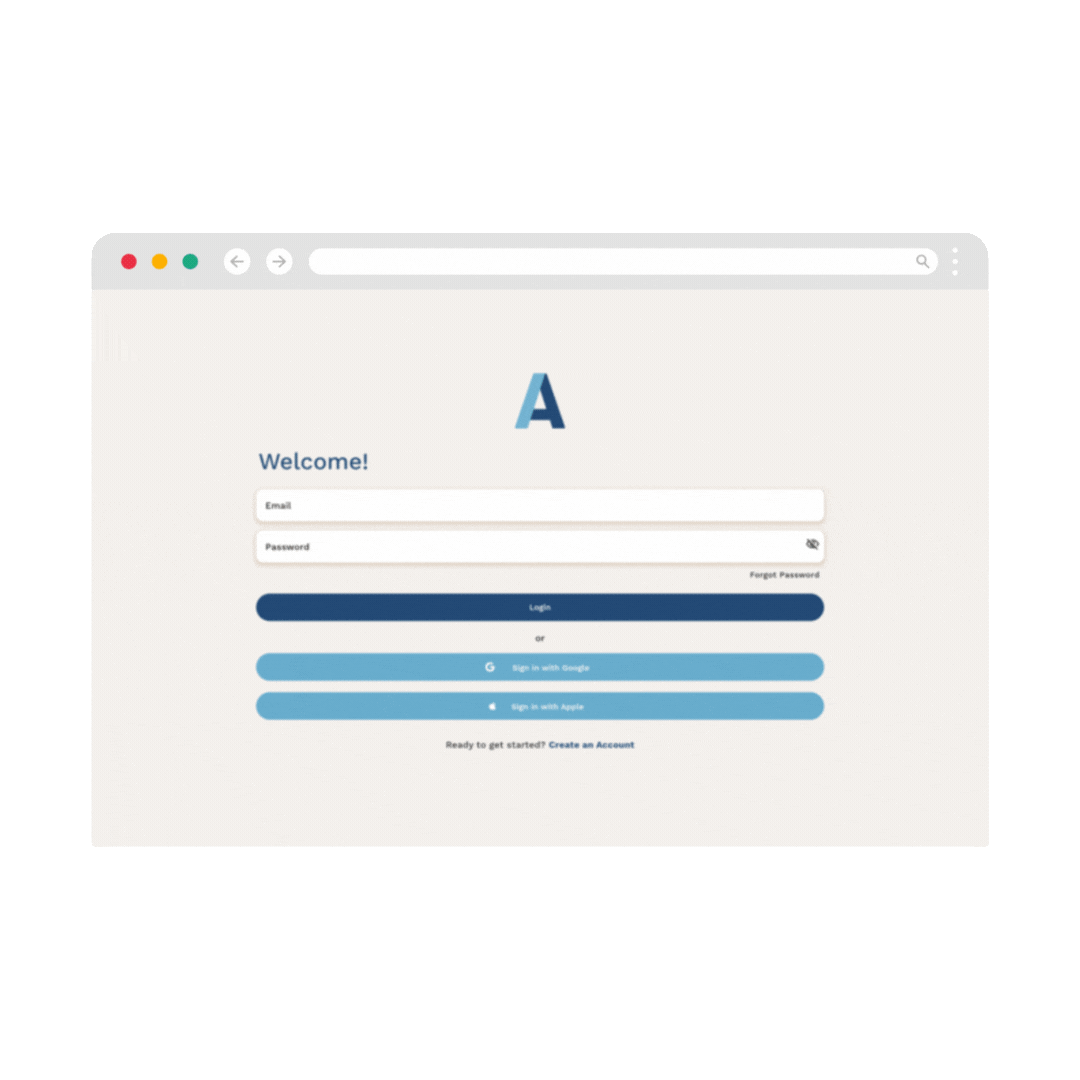 A
Welcome!
Email
Password
Forgot Password
Login
or
G Sign in with Google
Sign in with Apple
Ready to get started? Create an Account